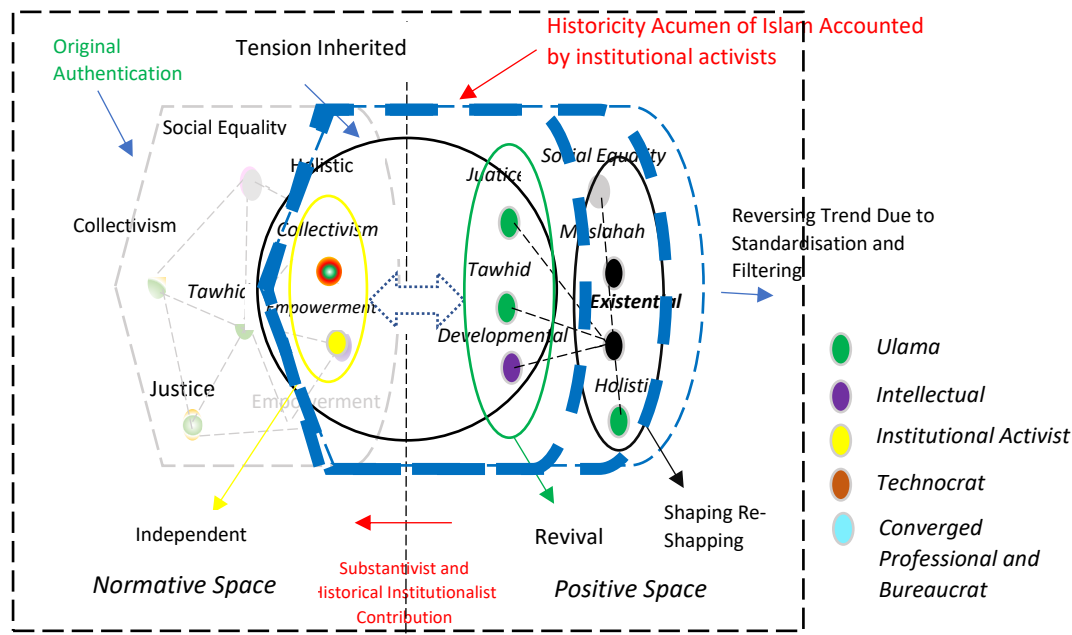 Historicity Acumen of Islam Accounted
by institutional activists
Original
Authentication
Tension Inherited
Social Equality
Holistic
Juatice
Social Equality
Collectivism
Collectivism
Maslahah
Reversing Trend Due to
Standardisation and
Filtering
Tawhid
Tawhid
Empowerment
Existential
Developmental
Justice
Empowerment
Holistic
Ulama
Intellectual
Institutional Activist
Technocrat
Converged
Professional and
Bureaucrat
Independent
Revival
Shaping Re-
Shapping
Normative Space
Substantivist and
Historical Institutionalist
Contribution
Positive Space